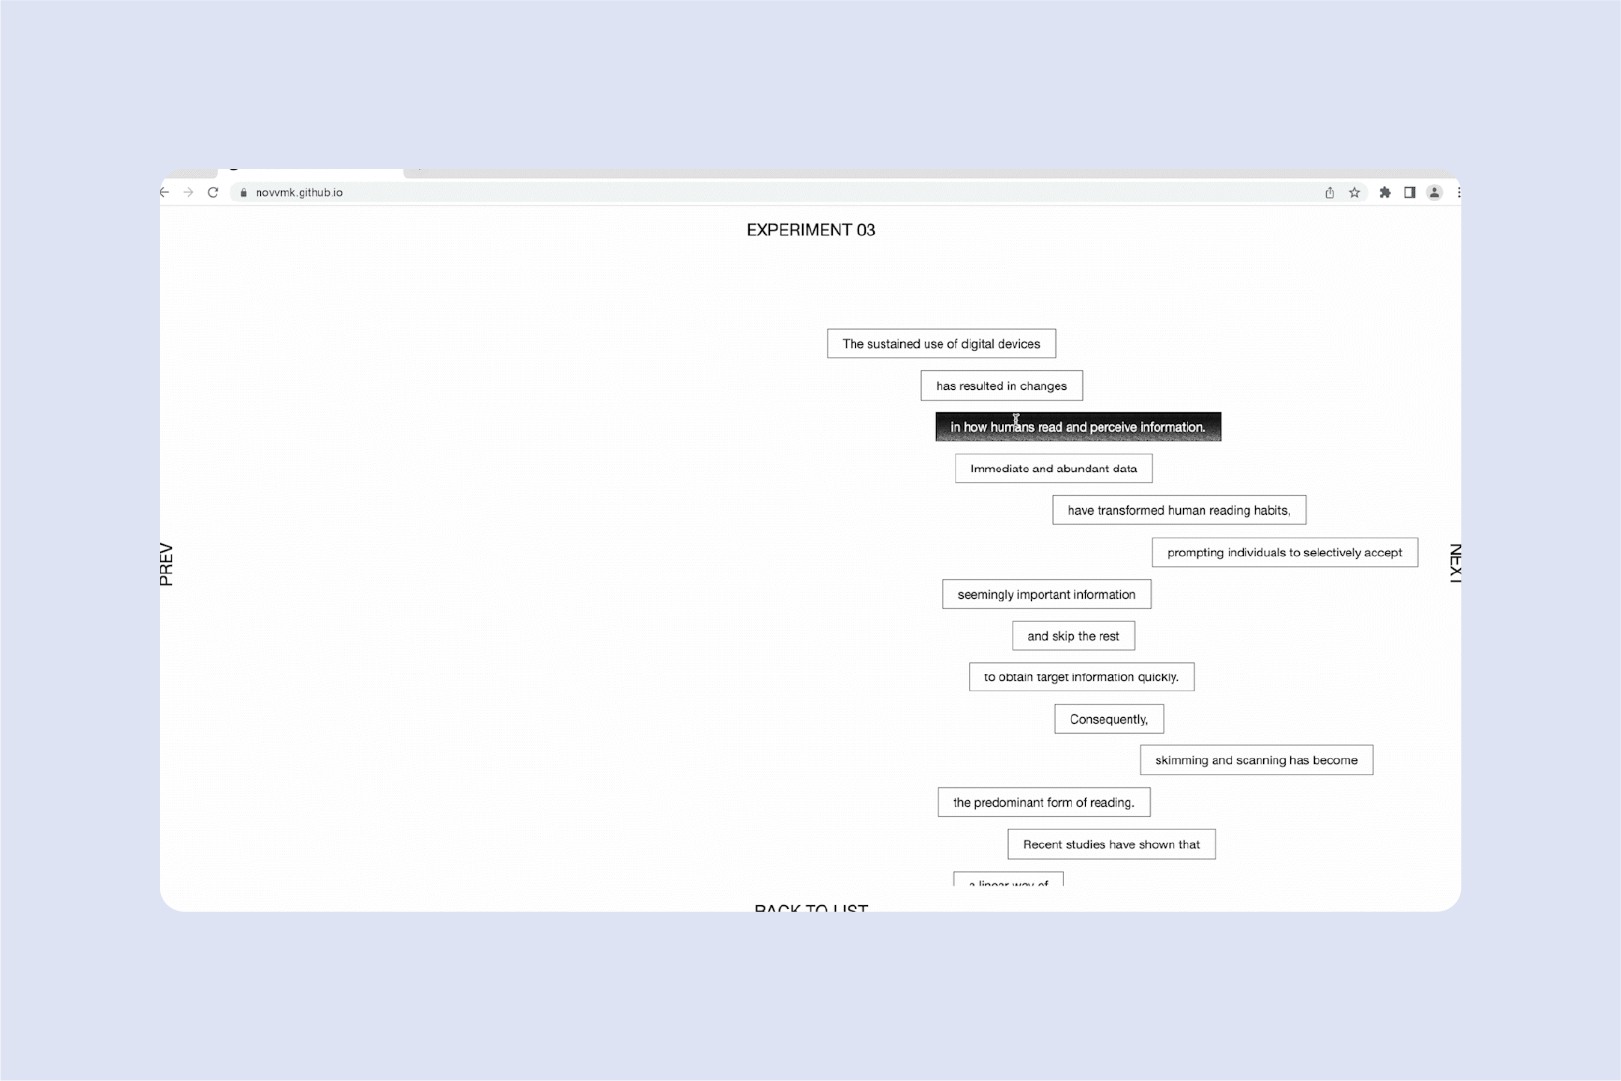 novvmk.github.io
EXPERIMENT 03
The sustained use of digital devices
has resulted in changes
in how humans read and perceive information.
Immediate and abundant data
have transformed human reading habits,
prompting individuals to selectively accept
seemingly important information
and skip the rest
to obtain target information quickly.
Consequently,
skimming and scanning has become
the predominant form of reading.
Recent studies have shown that
a linear way of
PREV
NEXT
BACK TO LIST